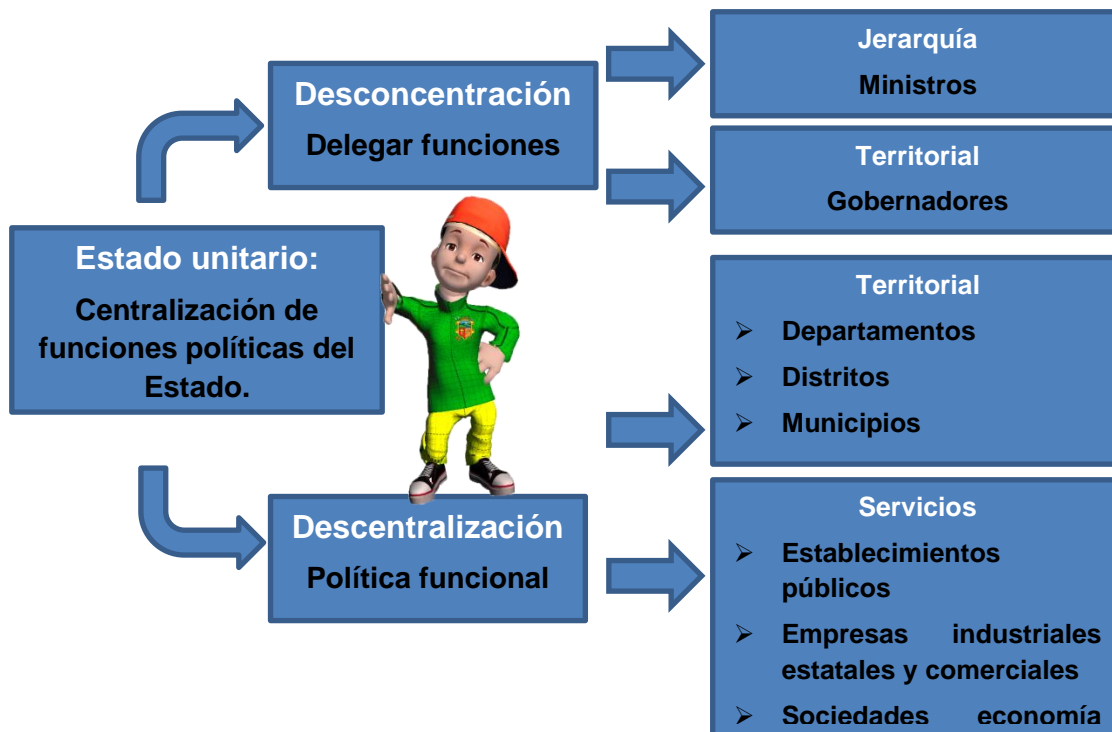 Estado unitario:
Centralización de
funciones políticas del
Estado.
Desconcentración
Delegar funciones
Jerarquía
Ministros
Territorial
Gobernadores
Descentralización
Política funcional
Territorial
➢ Departamentos
➢ Distritos
➢ Municipios
Servicios
➢ Establecimientos
públicos
➢ Empresas industriales
estatales y comerciales
➢ Sociedades economía